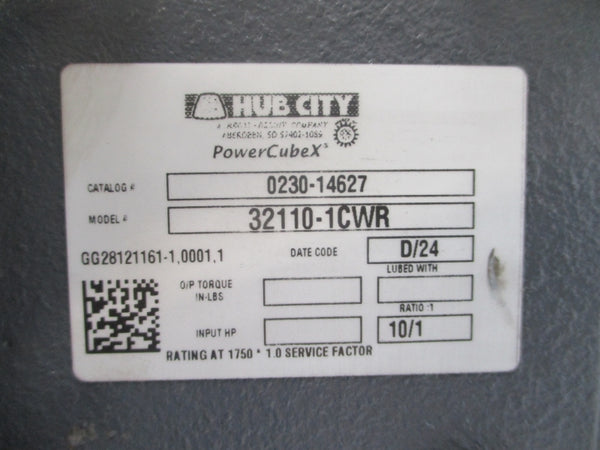 HUB CITY
ABERDEEN, SD 57402-1089
PowerCubeX
CATALOG # 0230-14627
MODEL # 32110-1CWR
GG28121161-1,0001,1 DATE CODE D/24
O/P TORQUE IN-LBS LUBED WITH
RATIO :1
INPUT HP 10/1
RATING AT 1750 * 1.0 SERVICE FACTOR